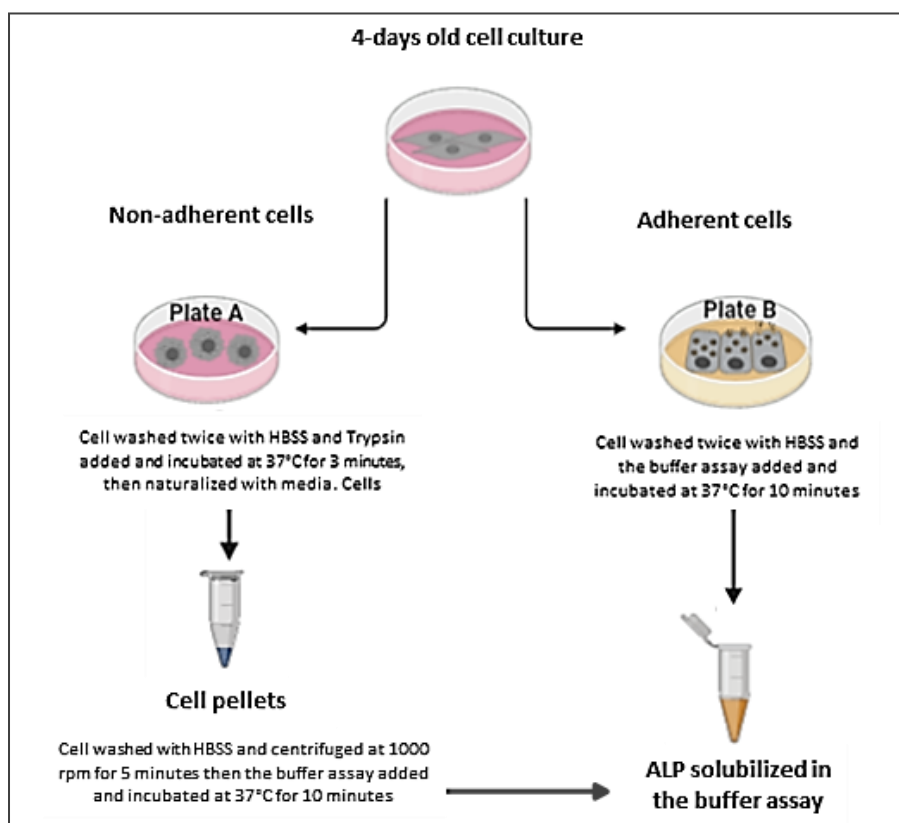 4-days old cell culture
Non-adherent cells
Adherent cells
Plate A
Plate B
Cell washed twice with HBSS and Trypsin
added and incubated at 37°C for 3 minutes,
then naturalized with media. Cells
Cell washed twice with HBSS and
the buffer assay added and
incubated at 37°C for 10 minutes
Cell pellets
Cell washed with HBSS and centrifuged at 1000
rpm for 5 minutes then the buffer assay added
and incubated at 37°C for 10 minutes
ALP solubilized in
the buffer assay